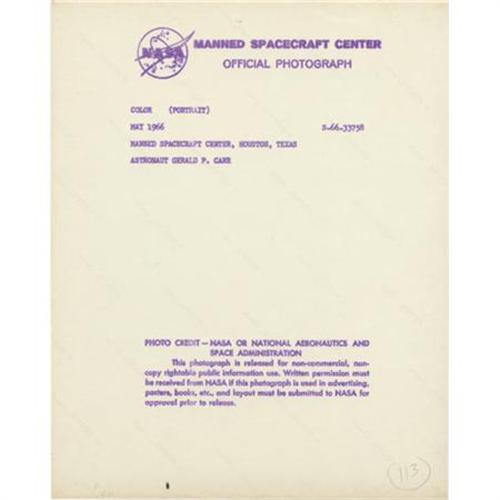 NASA
MANNED SPACECRAFT CENTER
OFFICIAL PHOTOGRAPH
COLOR (PORTRAIT)
MAY 1966 S-66-33758
MANNED SPACECRAFT CENTER, HOUSTON, TEXAS
ASTRONAUT GERALD P. CARR
PHOTO CREDIT—NASA OR NATIONAL AERONAUTICS AND
SPACE ADMINISTRATION
This photograph is released for non-commercial, non-
copy rightable public information use. Written permission must
be received from NASA if this photograph is used in advertising,
posters, books, etc., and layout must be submitted to NASA for
approval prior to release.
113